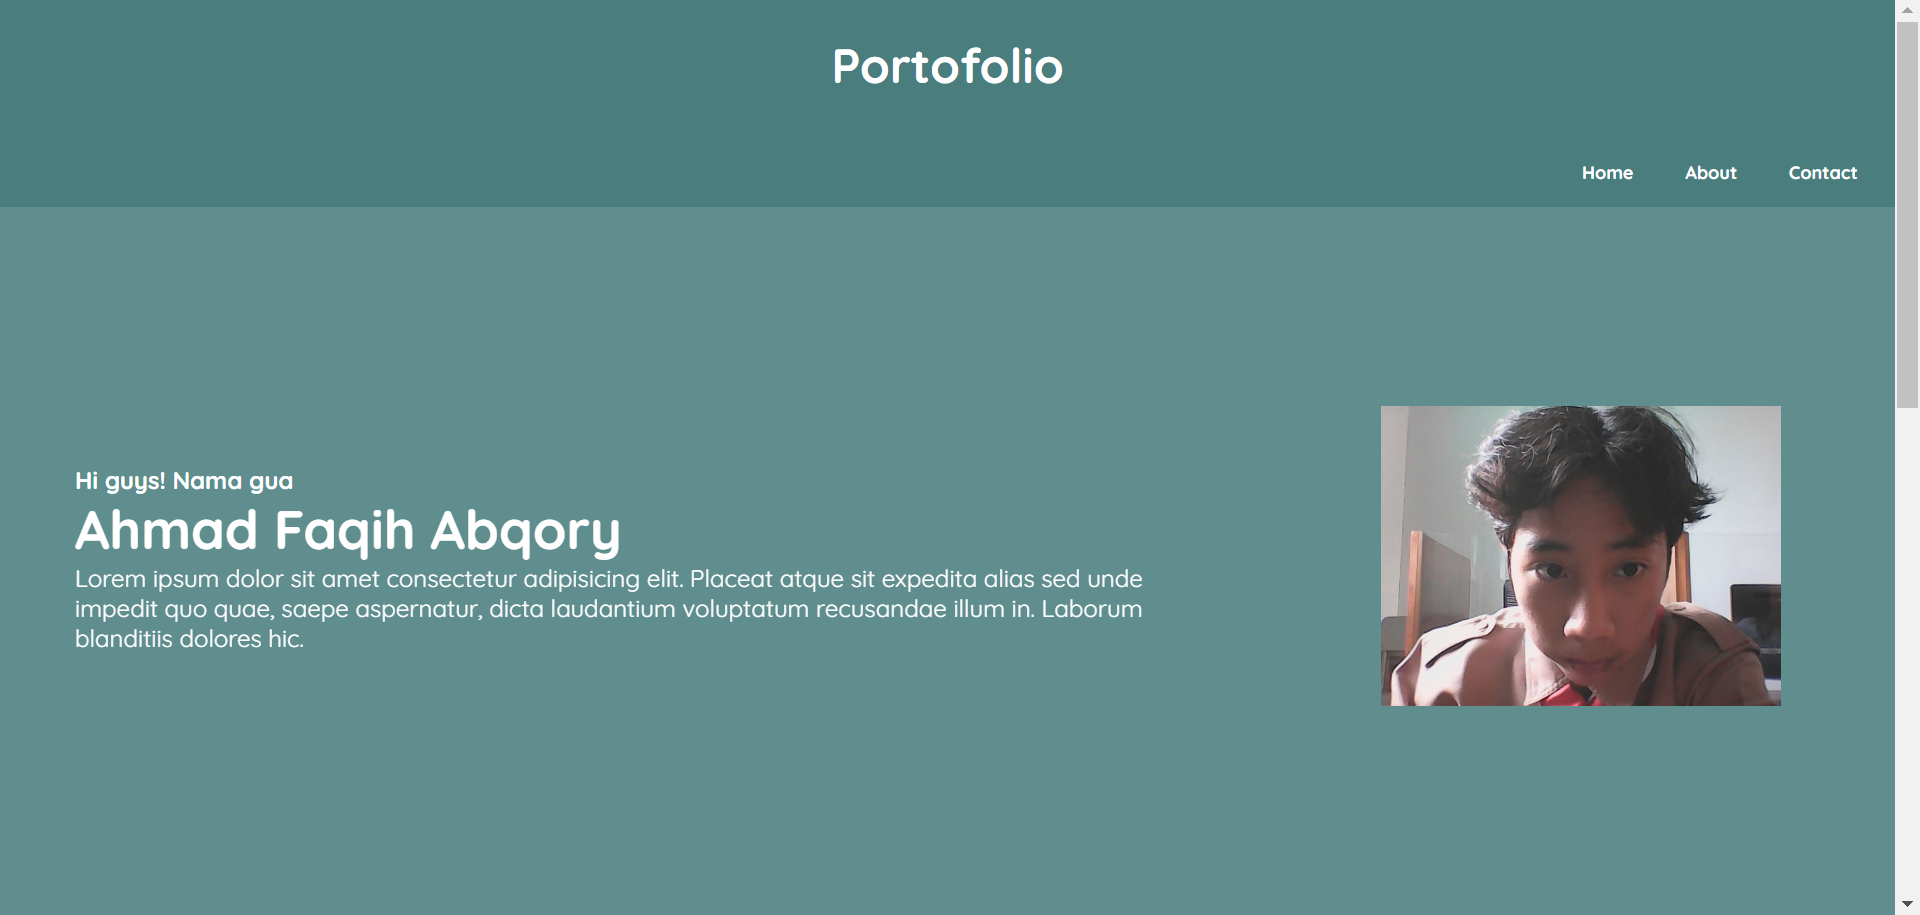 Portofolio
Home About Contact
Hi guys! Nama gua
Ahmad Faqih Abqory
Lorem ipsum dolor sit amet consectetur adipisicing elit. Placeat atque sit expedita alias sed unde
impedit quo quae, saepe aspernatur, dicta laudantium voluptatum recusandae illum in. Laborum
blanditiis dolores hic.